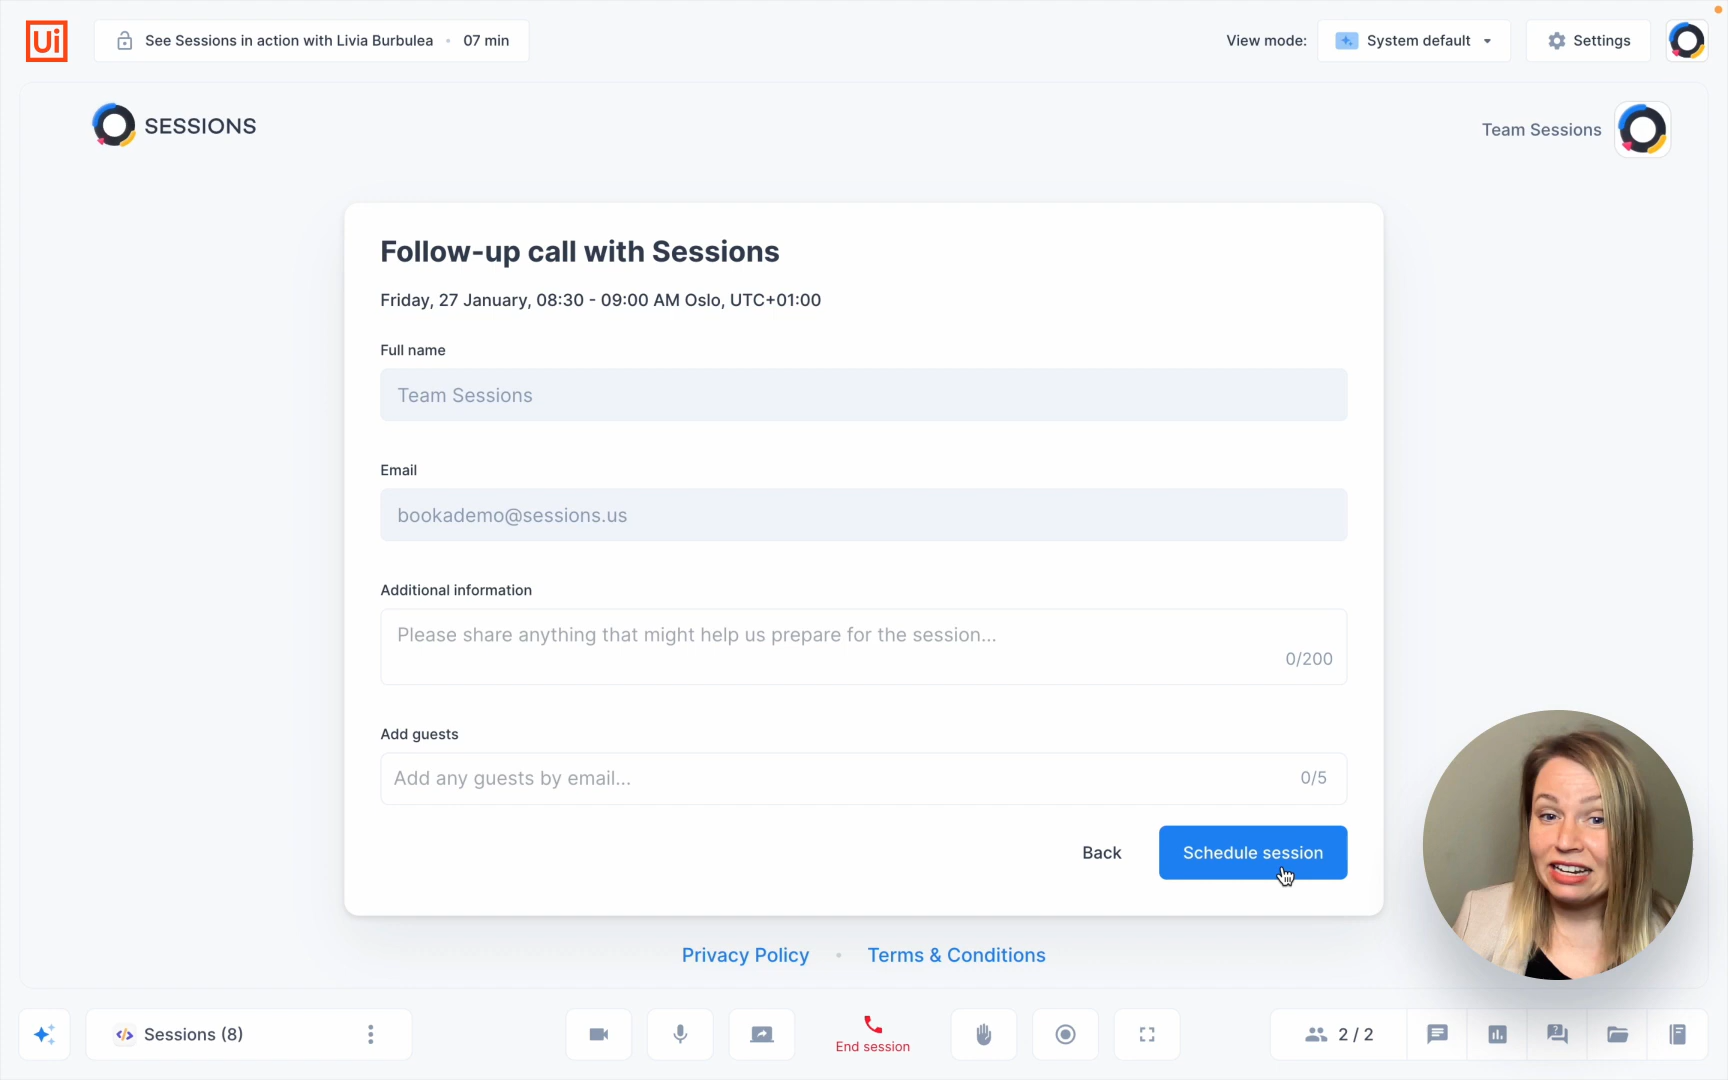 Ui
See Sessions in action with Livia Burbulea • 07 min
View mode:
System default
Settings
SESSIONS
Team Sessions
Follow-up call with Sessions
Friday, 27 January, 08:30 - 09:00 AM Oslo, UTC+01:00
Full name
Team Sessions
Email
bookademo@sessions.us
Additional information
Please share anything that might help us prepare for the session...
0/200
Add guests
Add any guests by email...
0/5
Back
Schedule session
Privacy Policy • Terms & Conditions
Sessions (8)
End session
2 / 2